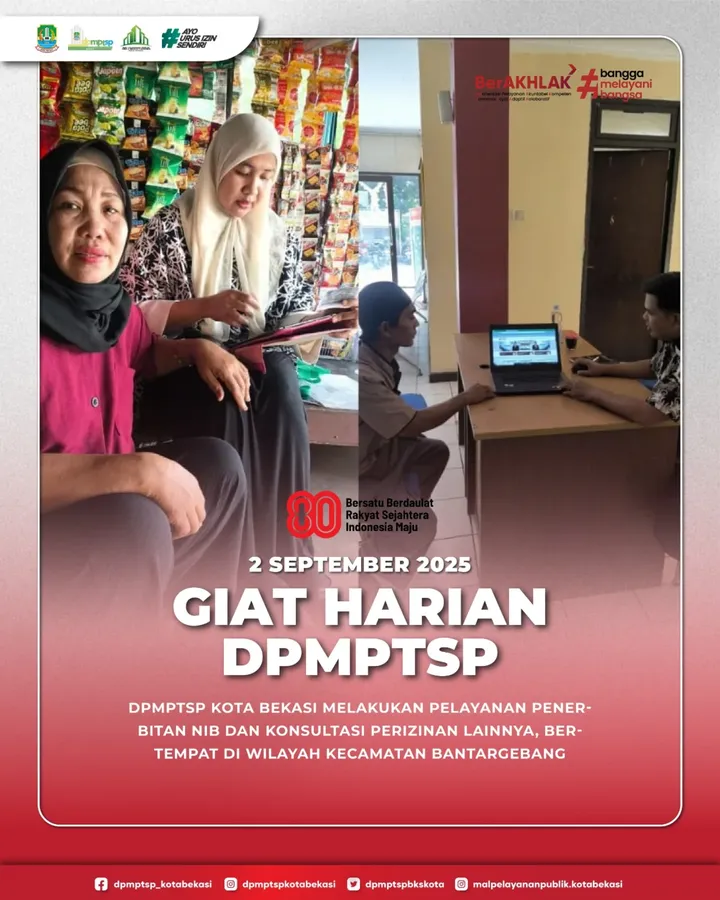 dpmptsp
#AYO
URUS IZIN
SENDIRI
BerAKHLAK
#bangga
melayani
bangsa
80
Bersatu Berdaulat
Rakyat Sejahtera
Indonesia Maju
2 SEPTEMBER 2025
GIAT HARIAN
DPMPTSP
DPMPTSP KOTA BEKASI MELAKUKAN PELAYANAN PENER-
BITAN NIB DAN KONSULTASI PERIZINAN LAINNYA, BER-
TEMPAT DI WILAYAH KECAMATAN BANTARGEBANG
dpmptsp_kotabekasi dpmptspkotabekasi dpmptspbkskota malpelayananpublik.kotabekasi